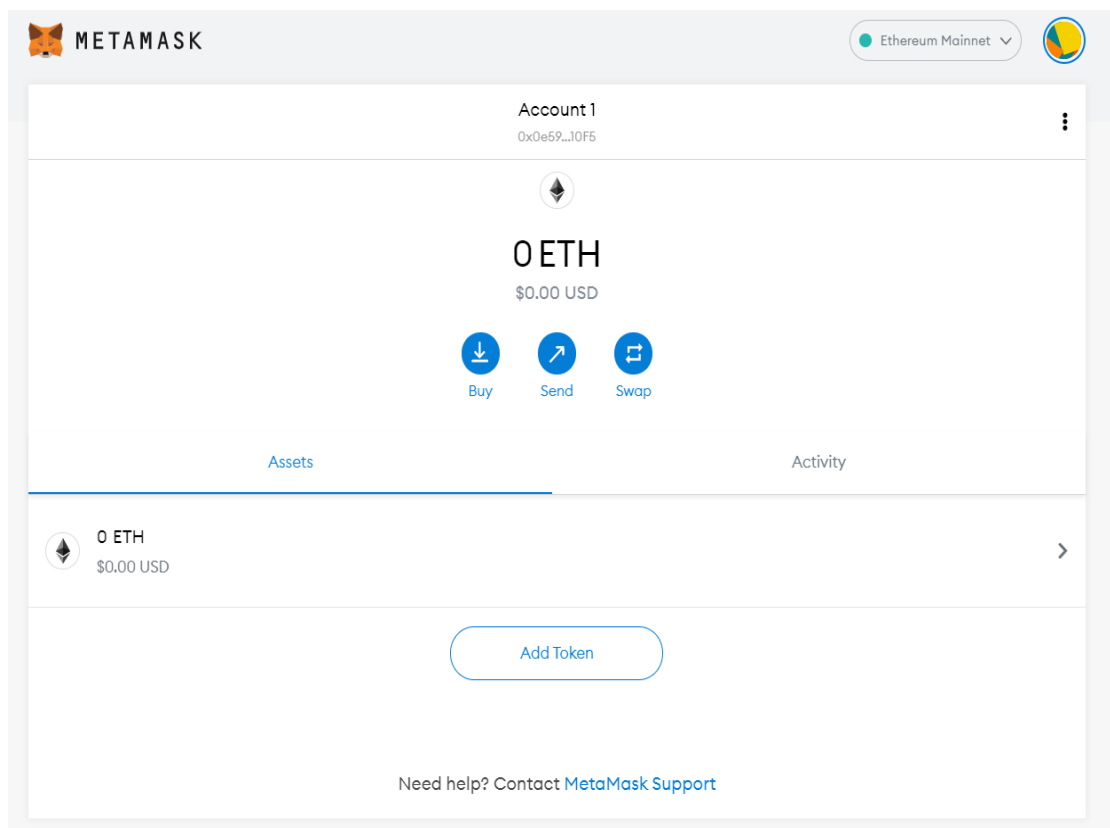 METAMASK
Ethereum Mainnet
Account 1
0x0e59...10F5
0 ETH
$0.00 USD
Buy Send Swap
Assets Activity
0 ETH
$0.00 USD
Add Token
Need help? Contact MetaMask Support